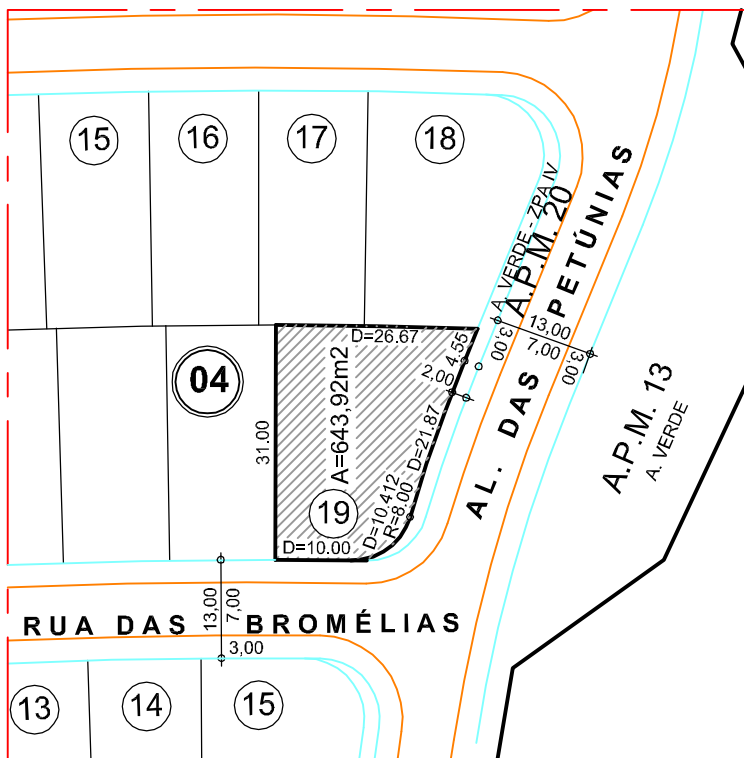 15
16
17
18
A. VERDE - ZPA IV
A.P.M. 20
AL. DAS PETÚNIAS
13,00
7,00
3,00
3,00
D=26.67
4.55
2,00
04
31.00
A=643,92m2
D=21.87
D=10.412
R=8.00
19
D=10.00
A.P.M. 13
A. VERDE
13,00
7,00
RUA DAS BROMÉLIAS
3,00
13
14
15